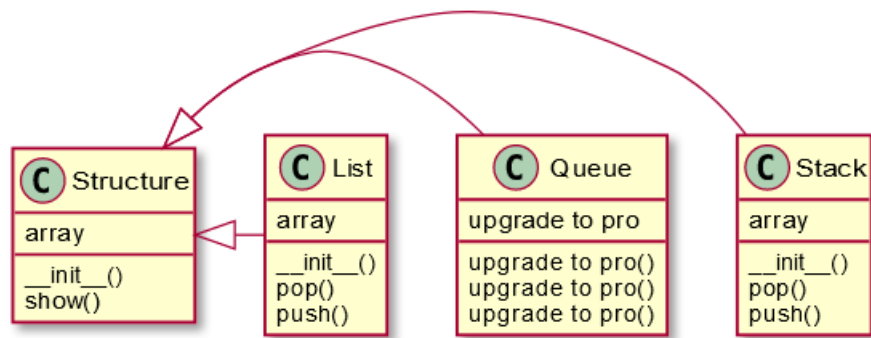 C Structure
array
__init__()
show()
C List
array
__init__()
pop()
push()
C Queue
upgrade to pro
upgrade to pro()
upgrade to pro()
upgrade to pro()
C Stack
array
__init__()
pop()
push()